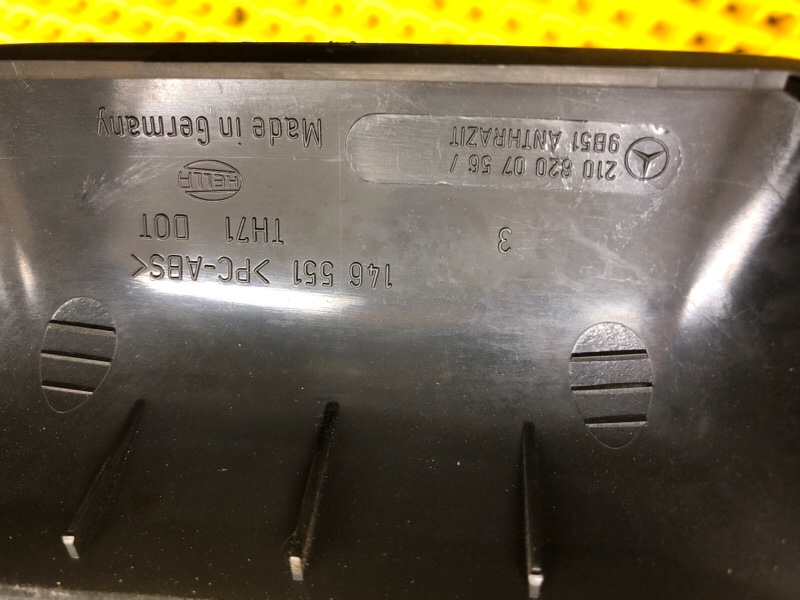 146 551 >PC-ABS<
TH71 DOT
3
HELLA
210 820 07 56 /
9B51 ANTHRAZIT
Made in Germany